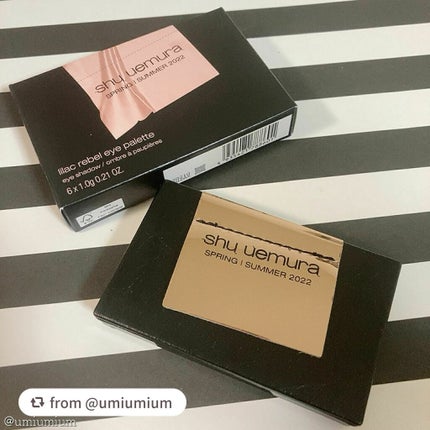 shu uemura
SPRING | SUMMER 2022
lilac rebel eye palette
eye shadow / ombre à paupières
6 x 1.0g 0.21 OZ.
shu uemura
SPRING | SUMMER 2022
from @umiumium
@umiumium